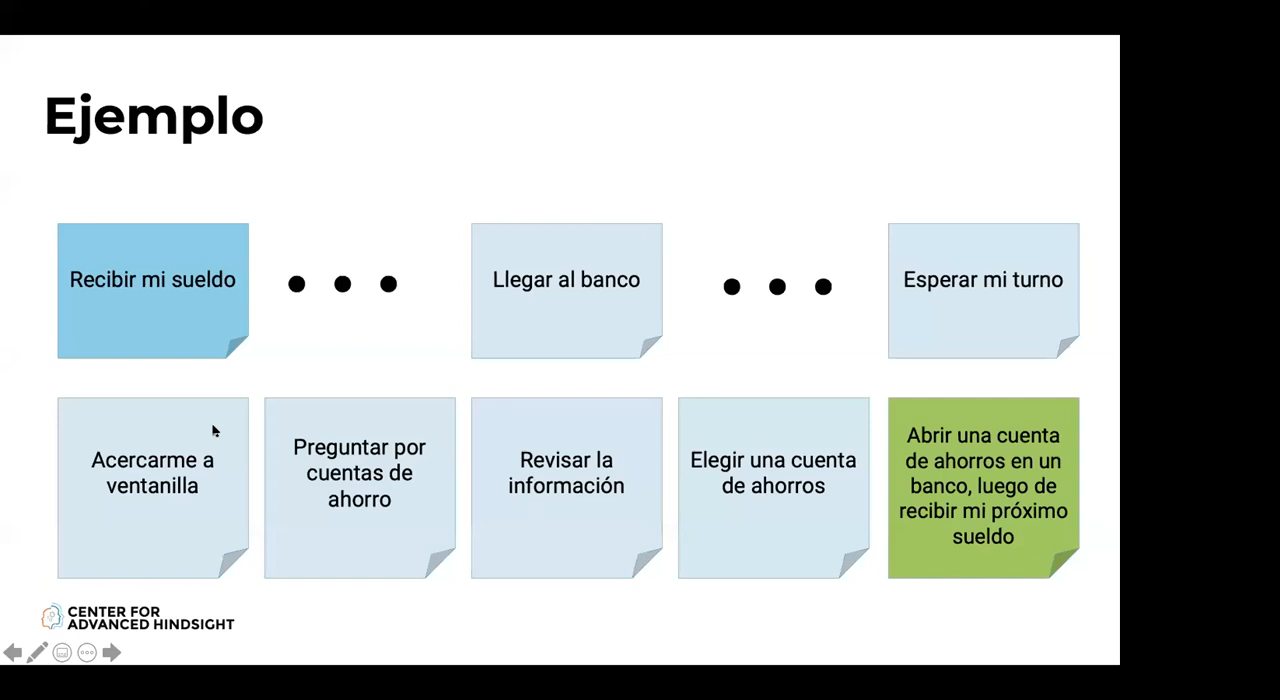 Ejemplo
Recibir mi sueldo
Llegar al banco
Esperar mi turno
Acercarme a
ventanilla
Preguntar por
cuentas de
ahorro
Revisar la
información
Elegir una cuenta
de ahorros
Abrir una cuenta
de ahorros en un
banco, luego de
recibir mi próximo
sueldo
CENTER FOR
ADVANCED HINDSIGHT